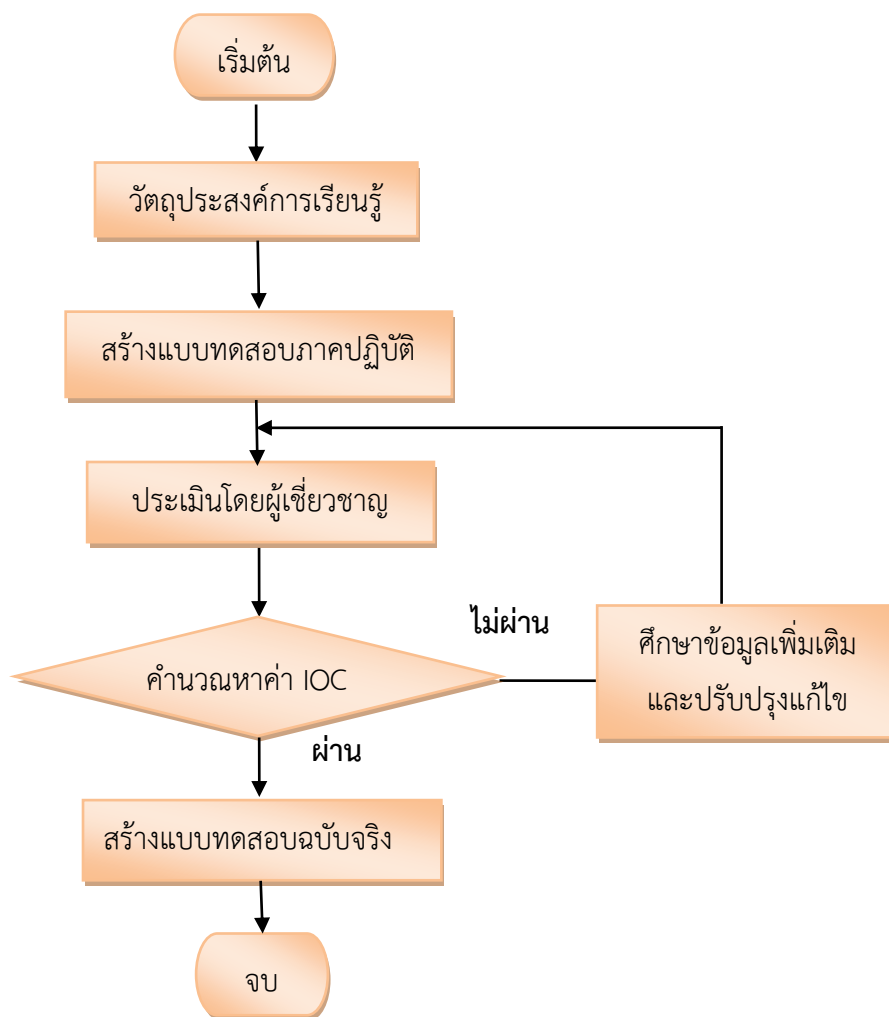 เริ่มต้น
วัตถุประสงค์การเรียนรู้
สร้างแบบทดสอบภาคปฏิบัติ
ประเมินโดยผู้เชี่ยวชาญ
คำนวณหาค่า IOC
ไม่ผ่าน
ศึกษาข้อมูลเพิ่มเติม
และปรับปรุงแก้ไข
ผ่าน
สร้างแบบทดสอบฉบับจริง
จบ